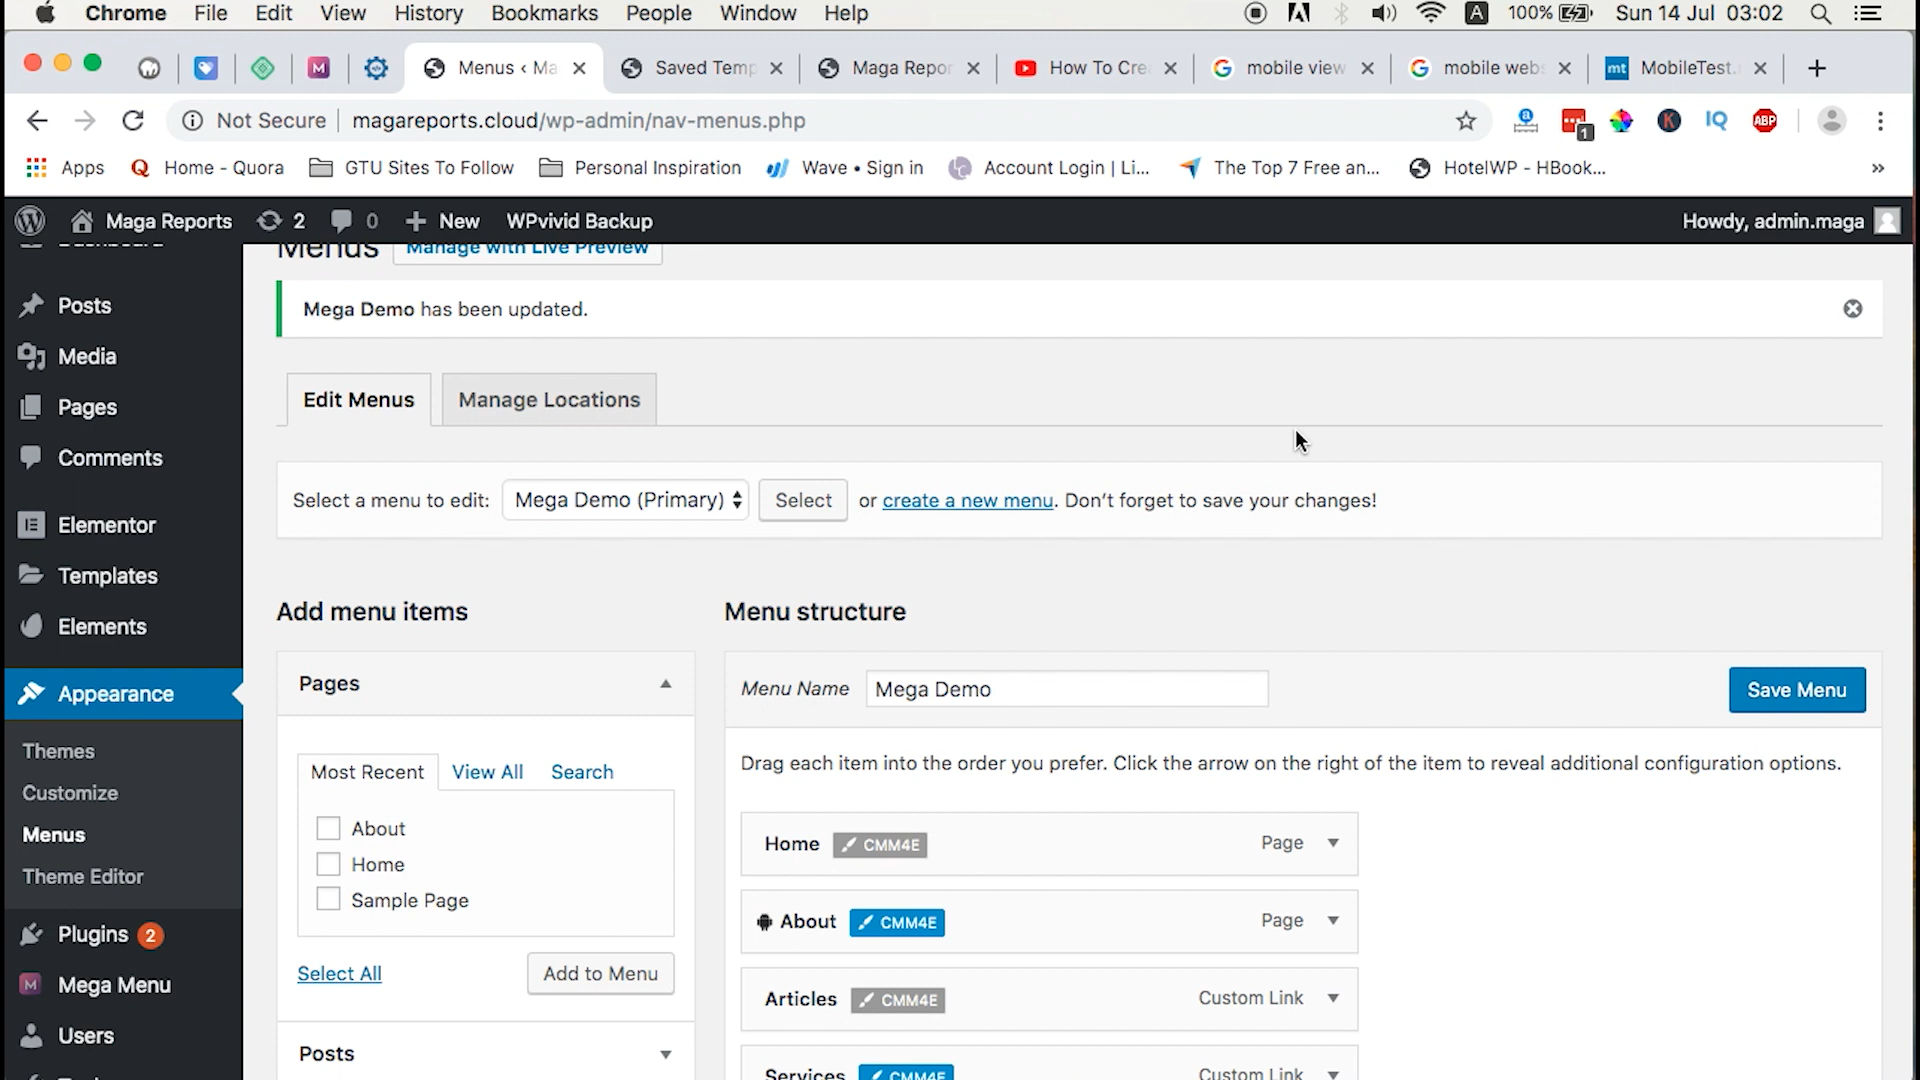 Chrome File Edit View History Bookmarks People Window Help 100% Sun 14 Jul 03:02
Menus ‹ Ma Saved Temp Maga Repor How To Cre mobile view mobile webs mt MobileTest.
Not Secure magareports.cloud/wp-admin/nav-menus.php 1 K IQ ABP
Apps Home - Quora GTU Sites To Follow Personal Inspiration Wave • Sign in Account Login | Li... The Top 7 Free an... HotelWP - HBook... »
Maga Reports 2 0 New WPvivid Backup Howdy, admin.maga
Dashboard
Menus Manage with Live Preview
Posts
Mega Demo has been updated.
Media
Pages
Edit Menus Manage Locations
Comments
Select a menu to edit: Mega Demo (Primary) Select or create a new menu. Don't forget to save your changes!
Elementor
Templates
Elements
Add menu items Menu structure
Appearance
Pages
Menu Name Mega Demo Save Menu
Themes
Customize
Menus
Theme Editor
Most Recent View All Search
Drag each item into the order you prefer. Click the arrow on the right of the item to reveal additional configuration options.
About
Home
Sample Page
Home CMM4E Page
About CMM4E Page
Plugins 2
Select All Add to Menu
Mega Menu
Articles CMM4E Custom Link
Users
Posts
Services CMM4E Custom Link